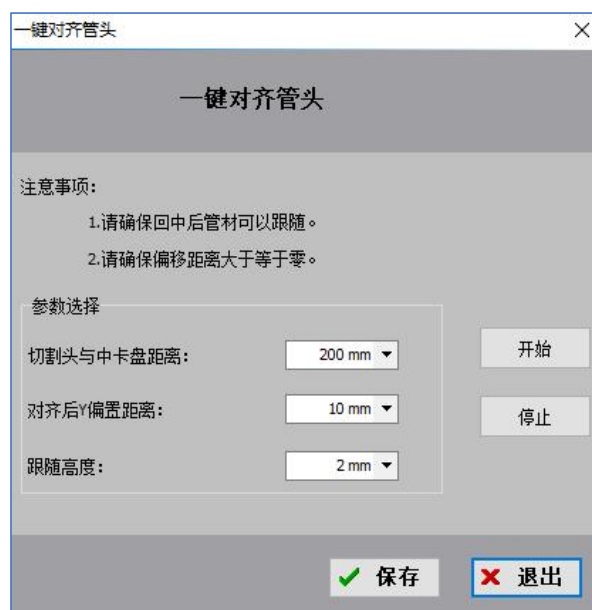 一键对齐管头
一键对齐管头
注意事项:
1.请确保回中后管材可以跟随。
2.请确保偏移距离大于等于零。
参数选择
切割头与中卡盘距离: 200 mm
开始
对齐后Y偏置距离: 10 mm
停止
跟随高度: 2 mm
保存 退出